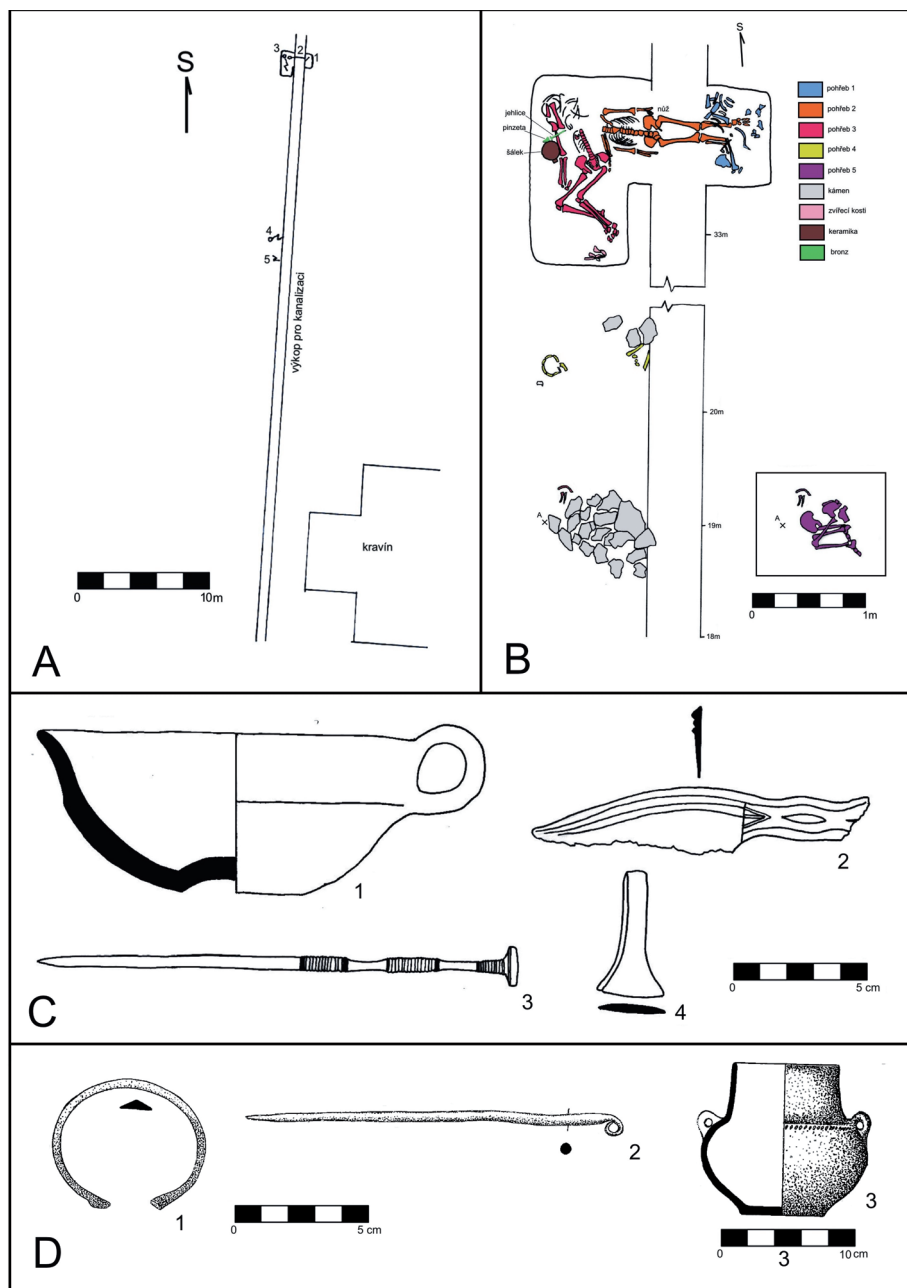 A
S
3
2
1
4
5
výkop pro kanalizaci
kravín
0
10m
B
S
jehlice
pinzeta
šálek
nůž
pohřeb 1
pohřeb 2
pohřeb 3
pohřeb 4
pohřeb 5
kámen
zvířecí kosti
keramika
bronz
33m
20m
A
19m
A
0
1m
18m
C
1
2
3
4
0
5 cm
D
1
2
0
5 cm
3
0
10 cm
3